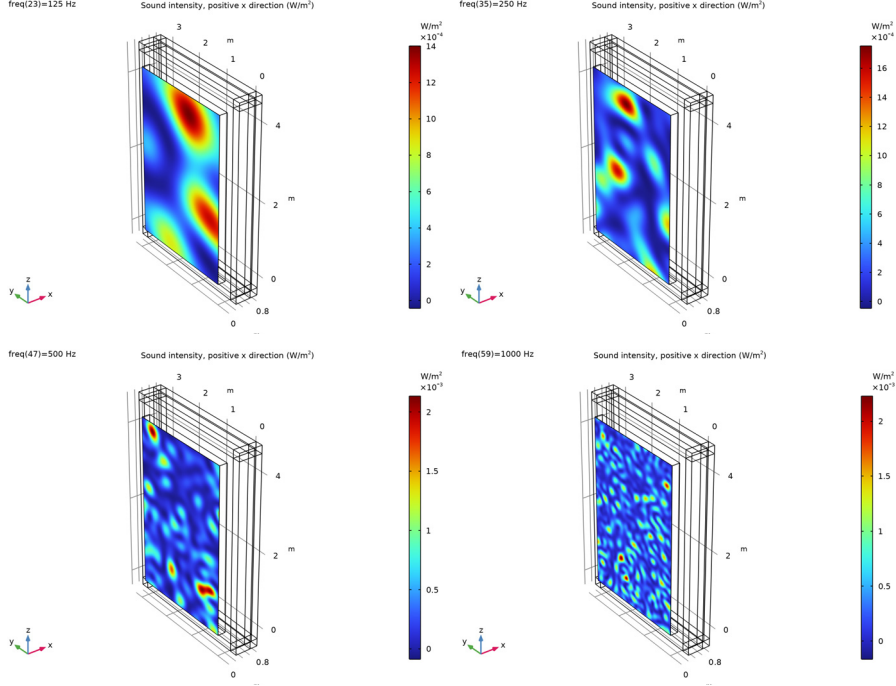 freq(23)=125 Hz
Sound intensity, positive x direction (W/m²)
W/m²
×10⁻⁴
3
2
m
1
0
4
2
m
0
0.8
0
14
12
10
8
6
4
2
0
z
y
x
freq(35)=250 Hz
Sound intensity, positive x direction (W/m²)
W/m²
×10⁻⁴
3
2
m
1
0
4
2
m
0
0.8
0
16
14
12
10
8
6
4
2
0
z
y
x
freq(47)=500 Hz
Sound intensity, positive x direction (W/m²)
W/m²
×10⁻³
3
2
m
1
0
4
2
m
0
0.8
0
2
1.5
1
0.5
0
z
y
x
freq(59)=1000 Hz
Sound intensity, positive x direction (W/m²)
W/m²
×10⁻³
3
2
m
1
0
4
2
m
0
0.8
0
2
1.5
1
0.5
0
z
y
x